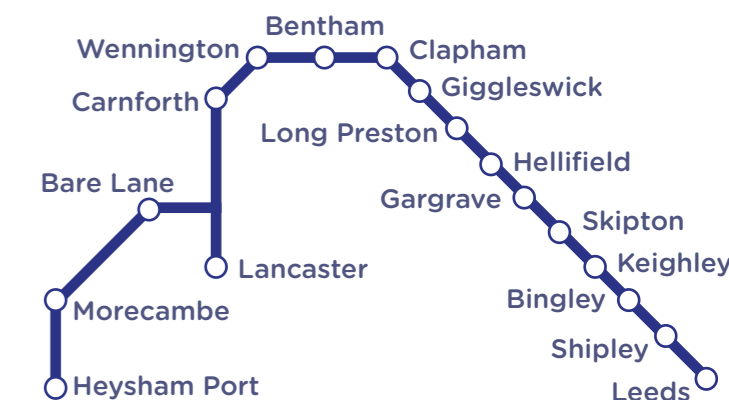 Bentham
Wennington
Clapham
Giggleswick
Carnforth
Long Preston
Hellifield
Bare Lane
Gargrave
Skipton
Keighley
Lancaster
Bingley
Morecambe
Shipley
Heysham Port
Leeds